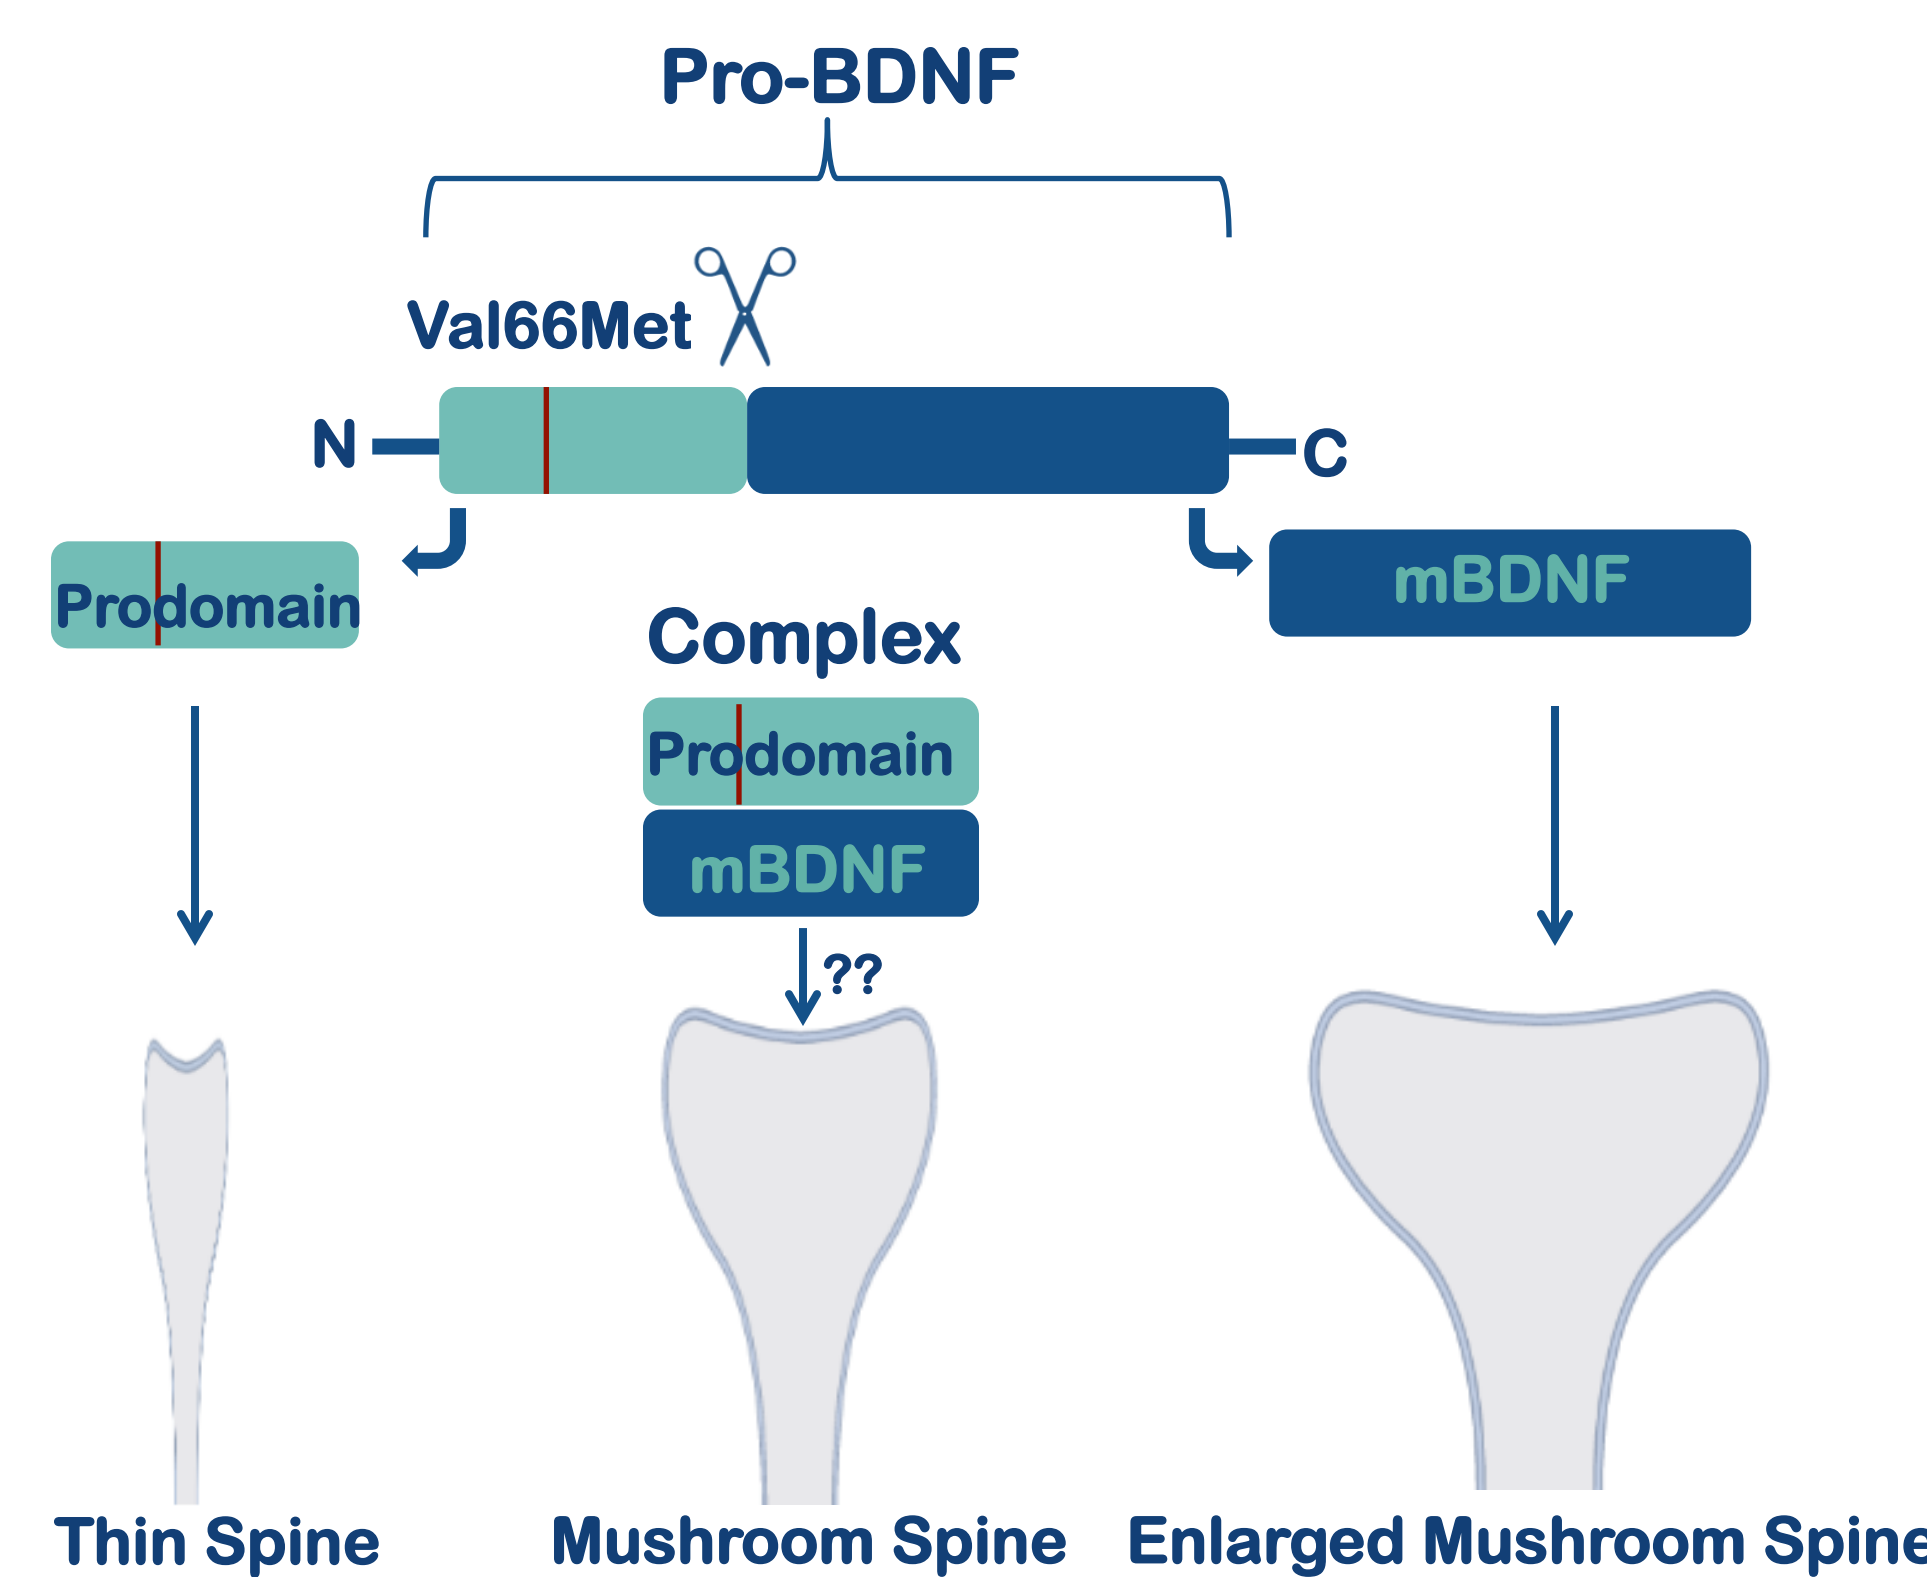 Pro-BDNF
Val66Met
N
C
Prodomain
mBDNF
Complex
Prodomain
mBDNF
??
Thin Spine
Mushroom Spine
Enlarged Mushroom Spine